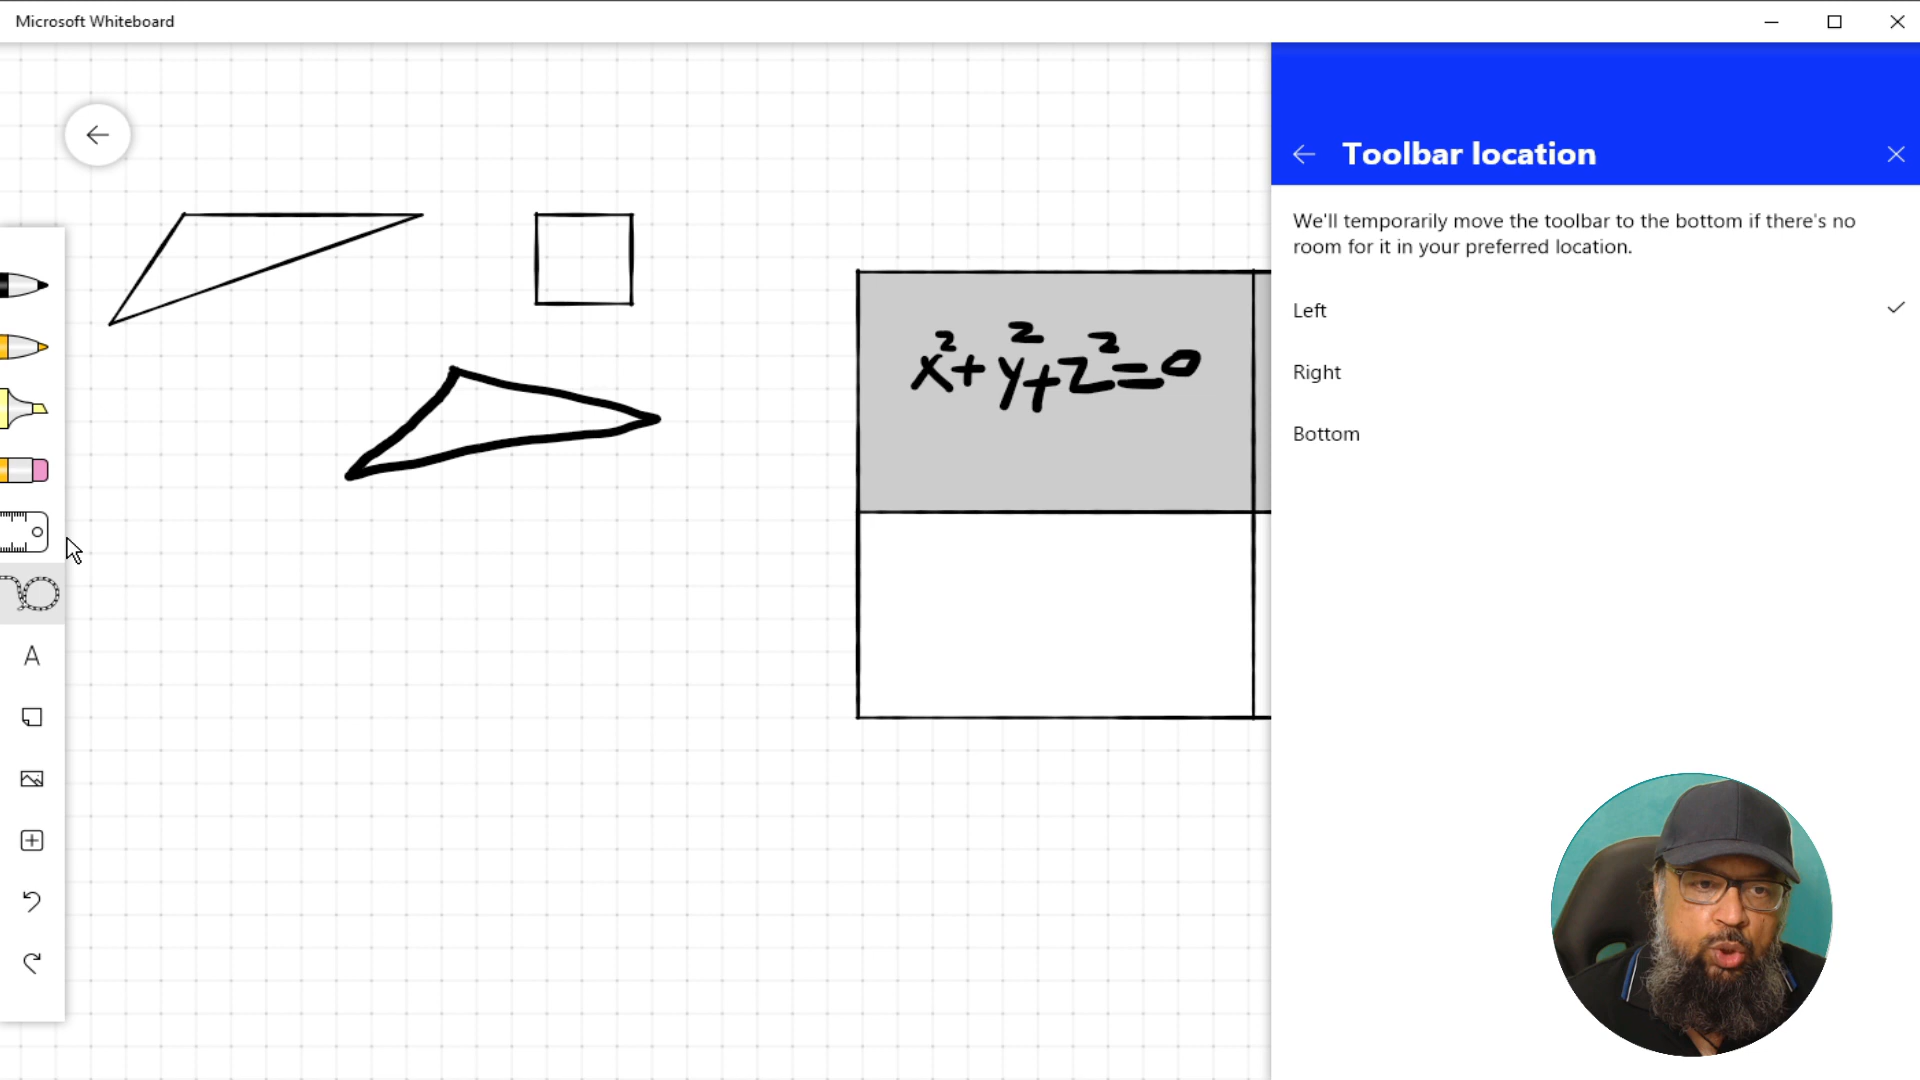 Microsoft Whiteboard
Toolbar location
We'll temporarily move the toolbar to the bottom if there's no
room for it in your preferred location.
Left
Right
Bottom
x²+y²+z²=0
A